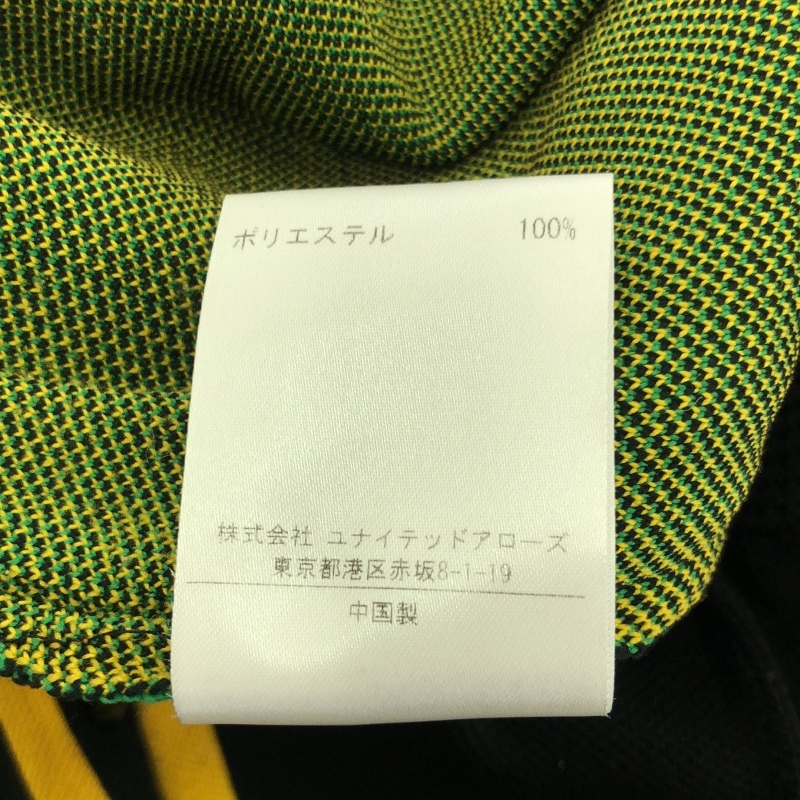 ポリエステル 100%
株式会社 ユナイテッドアローズ
東京都港区赤坂8-1-19
中国製